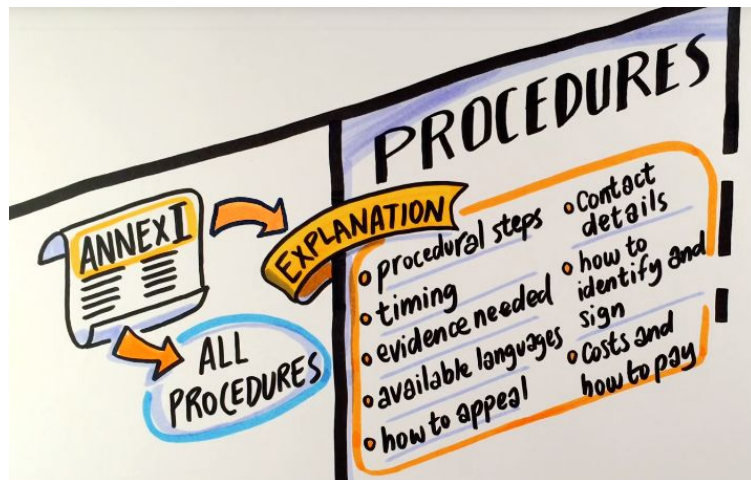 PROCEDURES
ANNEX I
EXPLANATION
ALL
PROCEDURES
procedural steps
timing
evidence needed
available languages
how to appeal
Contact
details
how to
identify and
sign
Costs and
how to pay